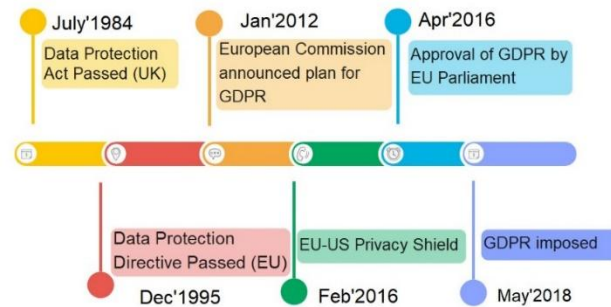 July'1984
Data Protection
Act Passed (UK)
Jan'2012
European Commission
announced plan for
GDPR
Apr'2016
Approval of GDPR by
EU Parliament
Data Protection
Directive Passed (EU)
Dec'1995
EU-US Privacy Shield
Feb'2016
GDPR imposed
May'2018